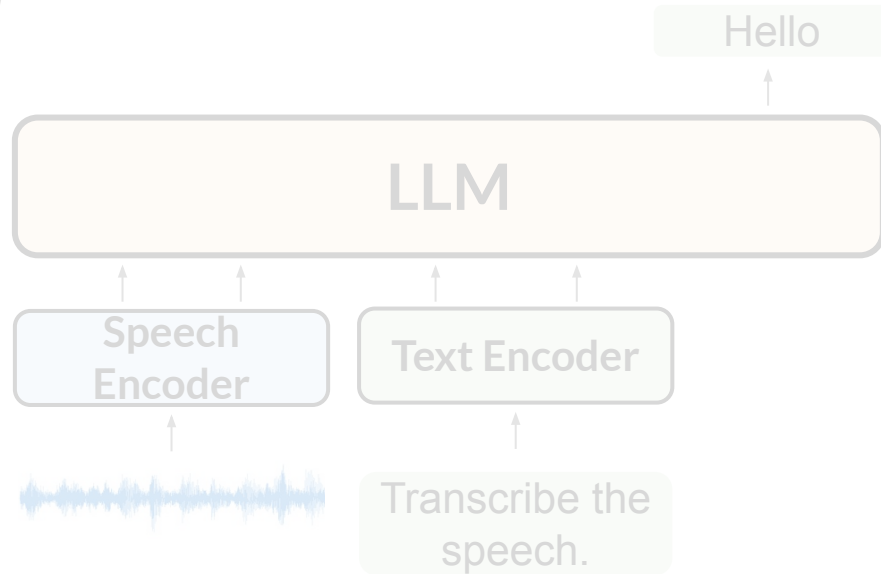 Hello
LLM
Speech
Encoder
Text Encoder
Transcribe the
speech.